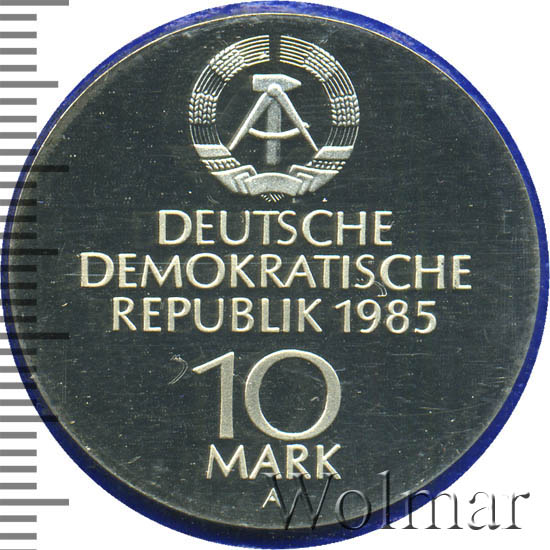 DEUTSCHE
DEMOKRATISCHE
REPUBLIK 1985
10
MARK
A
Wolmar